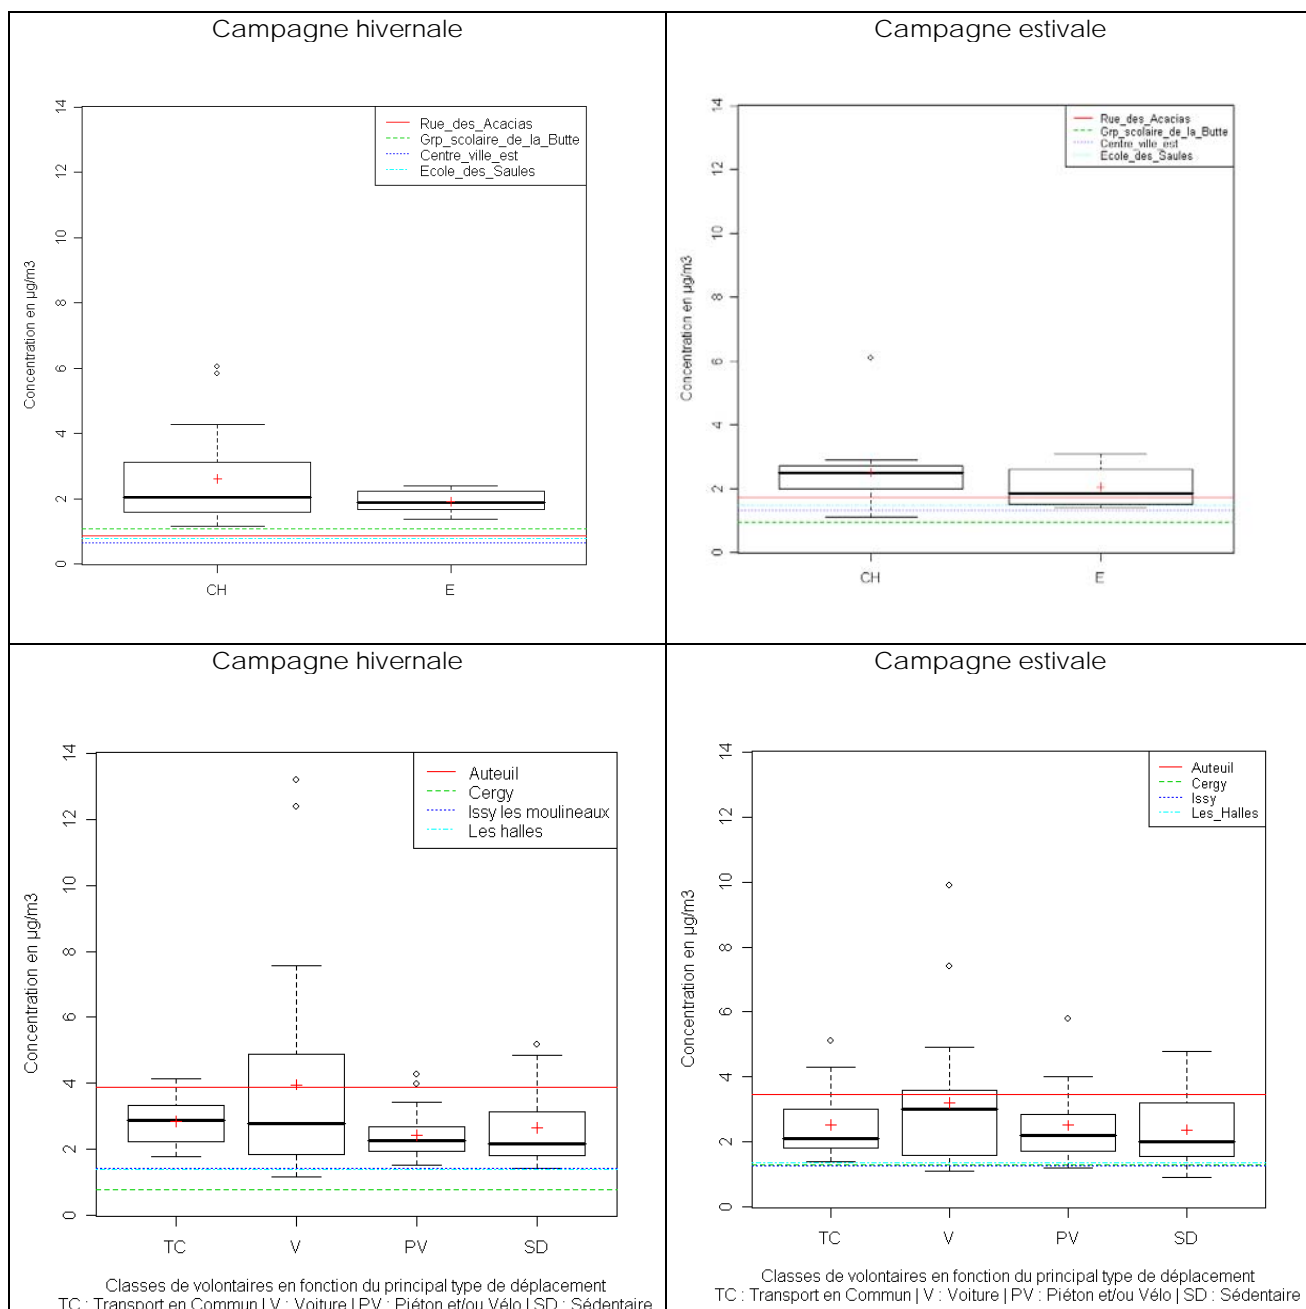 Campagne hivernale
14
12
10
8
6
4
2
0
Concentration en µg/m3
Rue_des_Acacias
Grp_scolaire_de_la_Butte
Centre_ville_est
Ecole_des_Saules
CH E
Campagne estivale
14
12
10
8
6
4
2
0
Concentration en µg/m3
Rue_des_Acacias
Grp_scolaire_de_la_Butte
Centre_ville_est
Ecole_des_Saules
CH E
Campagne hivernale
14
12
10
8
6
4
2
0
Concentration en µg/m3
Auteuil
Cergy
Issy les moulineaux
Les halles
TC V PV SD
Classes de volontaires en fonction du principal type de déplacement
TC : Transport en Commun | V : Voiture | PV : Piéton et/ou Vélo | SD : Sédentaire
Campagne estivale
14
12
10
8
6
4
2
0
Concentration en µg/m3
Auteuil
Cergy
Issy
Les_Halles
TC V PV SD
Classes de volontaires en fonction du principal type de déplacement
TC : Transport en Commun | V : Voiture | PV : Piéton et/ou Vélo | SD : Sédentaire